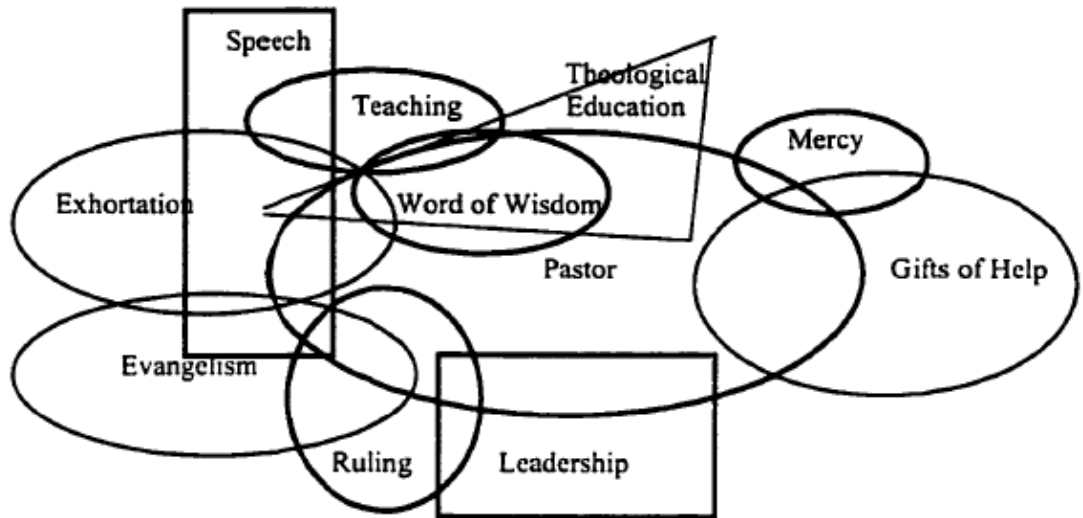 Speech
Theological
Education
Teaching
Mercy
Exhortation
Word of Wisdom
Pastor
Gifts of Help
Evangelism
Ruling
Leadership